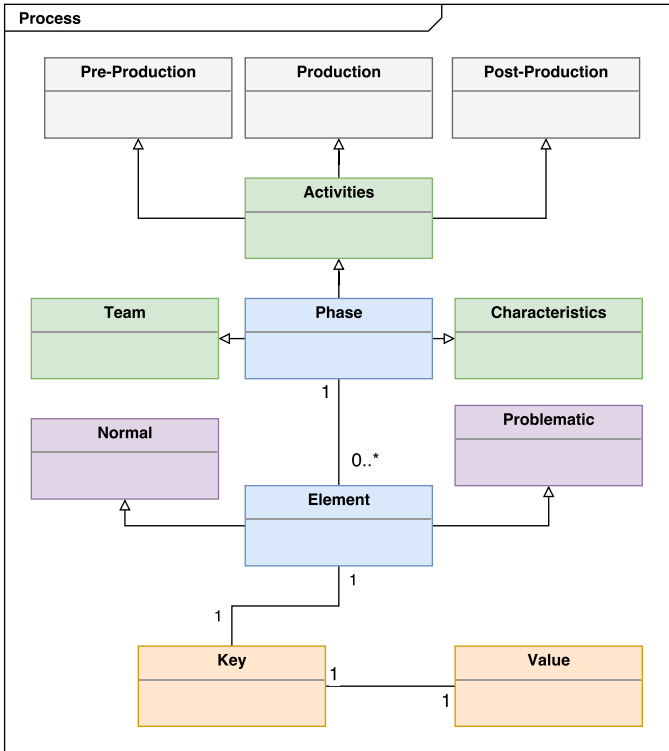 Process
Pre-Production
Production
Post-Production
Activities
Team
Phase
Characteristics
1
Normal
Problematic
0..*
Element
1
1
Key
1
Value
1